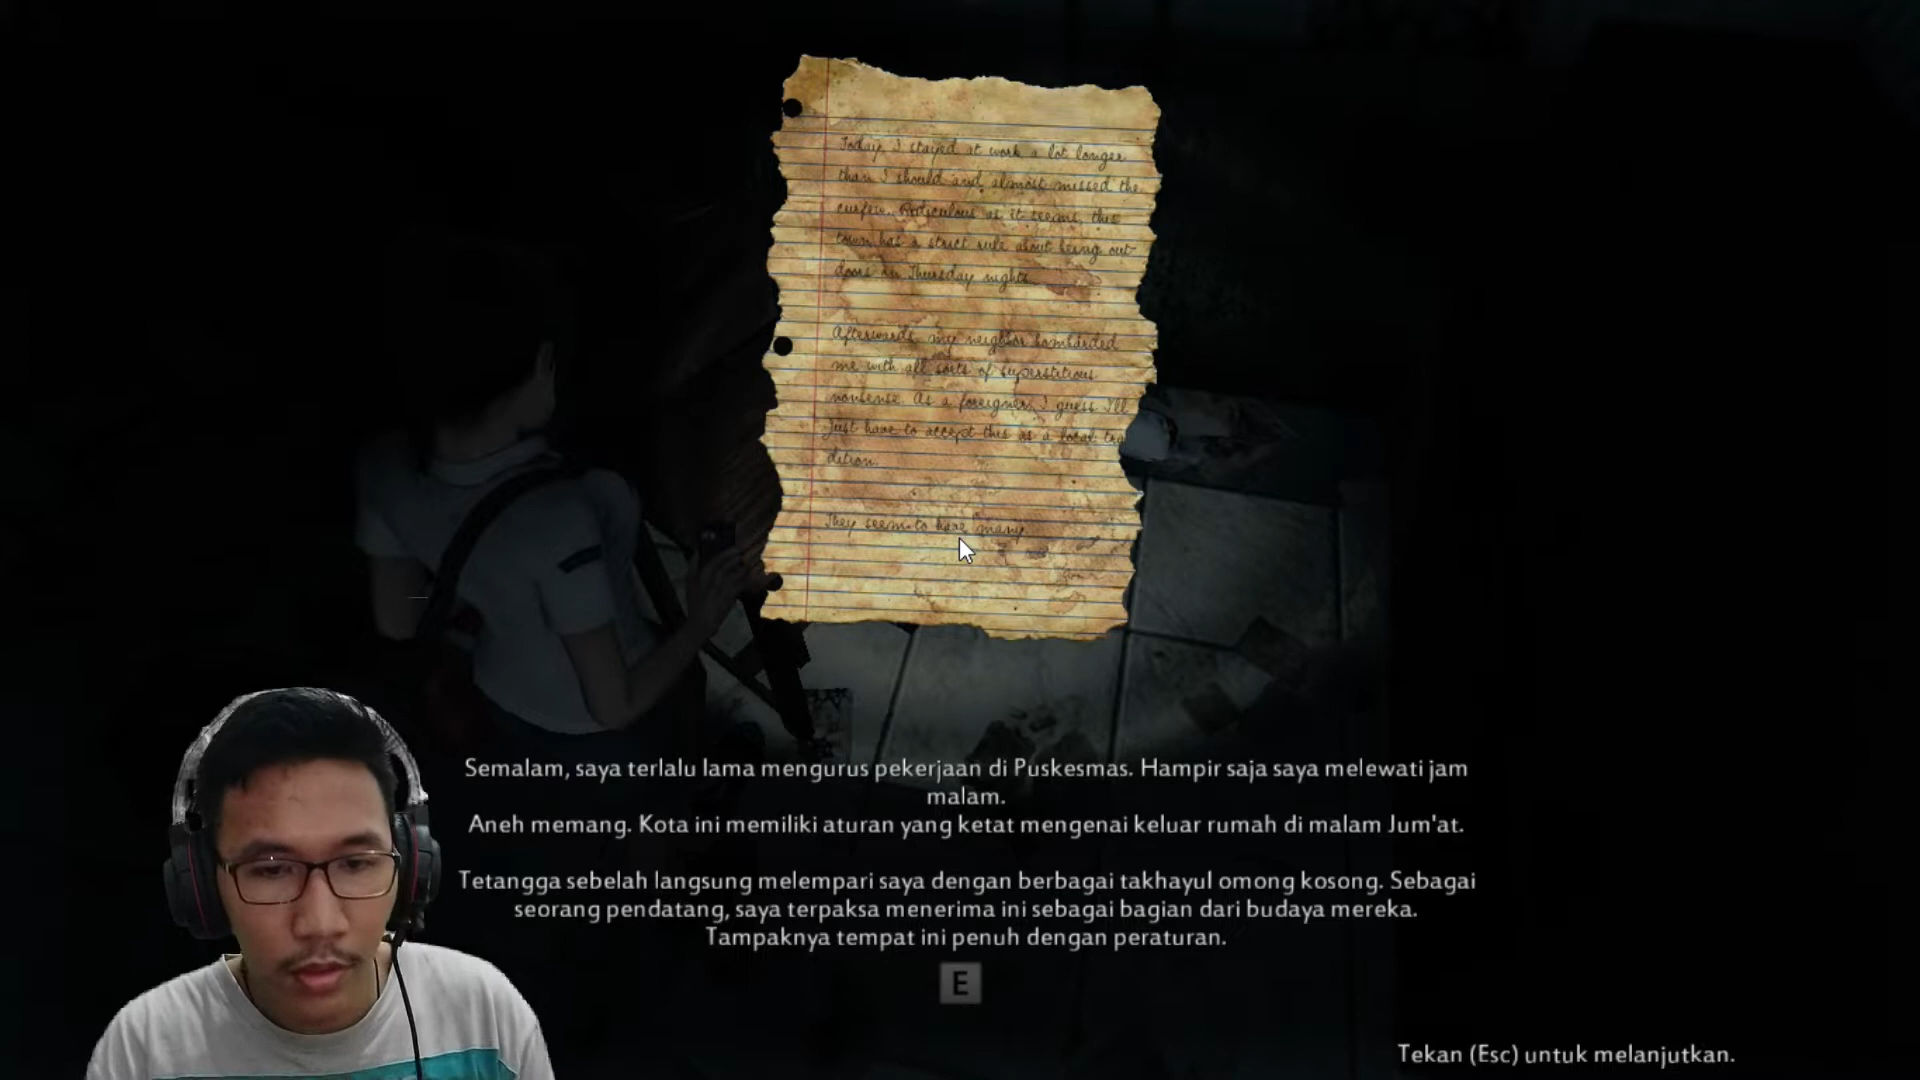 Today, I stayed at work a lot longer
than I should and almost missed the
curfew. Ridiculous as it seems, this
town has a strict rule about being out-
doors on Thursday nights.
Afterwards, my neighbor bombarded
me with all sorts of superstitious
nonsense. As a foreigner, I guess I'll
just have to accept this as a local tra
dition.
They seem to have many
Semalam, saya terlalu lama mengurus pekerjaan di Puskesmas. Hampir saja saya melewati jam
malam.
Aneh memang. Kota ini memiliki aturan yang ketat mengenai keluar rumah di malam Jum'at.
Tetangga sebelah langsung melempari saya dengan berbagai takhayul omong kosong. Sebagai
seorang pendatang, saya terpaksa menerima ini sebagai bagian dari budaya mereka.
Tampaknya tempat ini penuh dengan peraturan.
E
Tekan (Esc) untuk melanjutkan.